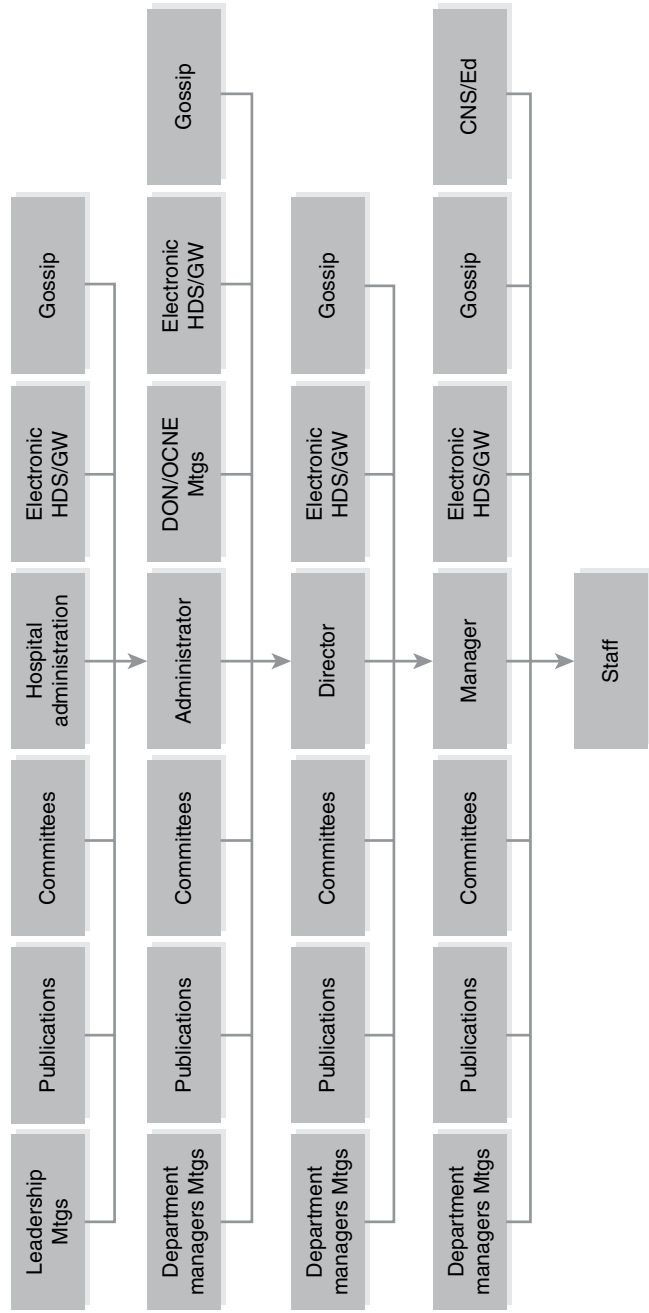 Leadership
Mtgs
Publications
Committees
Hospital
administration
Electronic
HDS/GW
Gossip
Department
managers Mtgs
Publications
Committees
Administrator
DON/OCNE
Mtgs
Electronic
HDS/GW
Gossip
Department
managers Mtgs
Publications
Committees
Director
Electronic
HDS/GW
Gossip
Department
managers Mtgs
Publications
Committees
Manager
Electronic
HDS/GW
Gossip
CNS/Ed
Staff